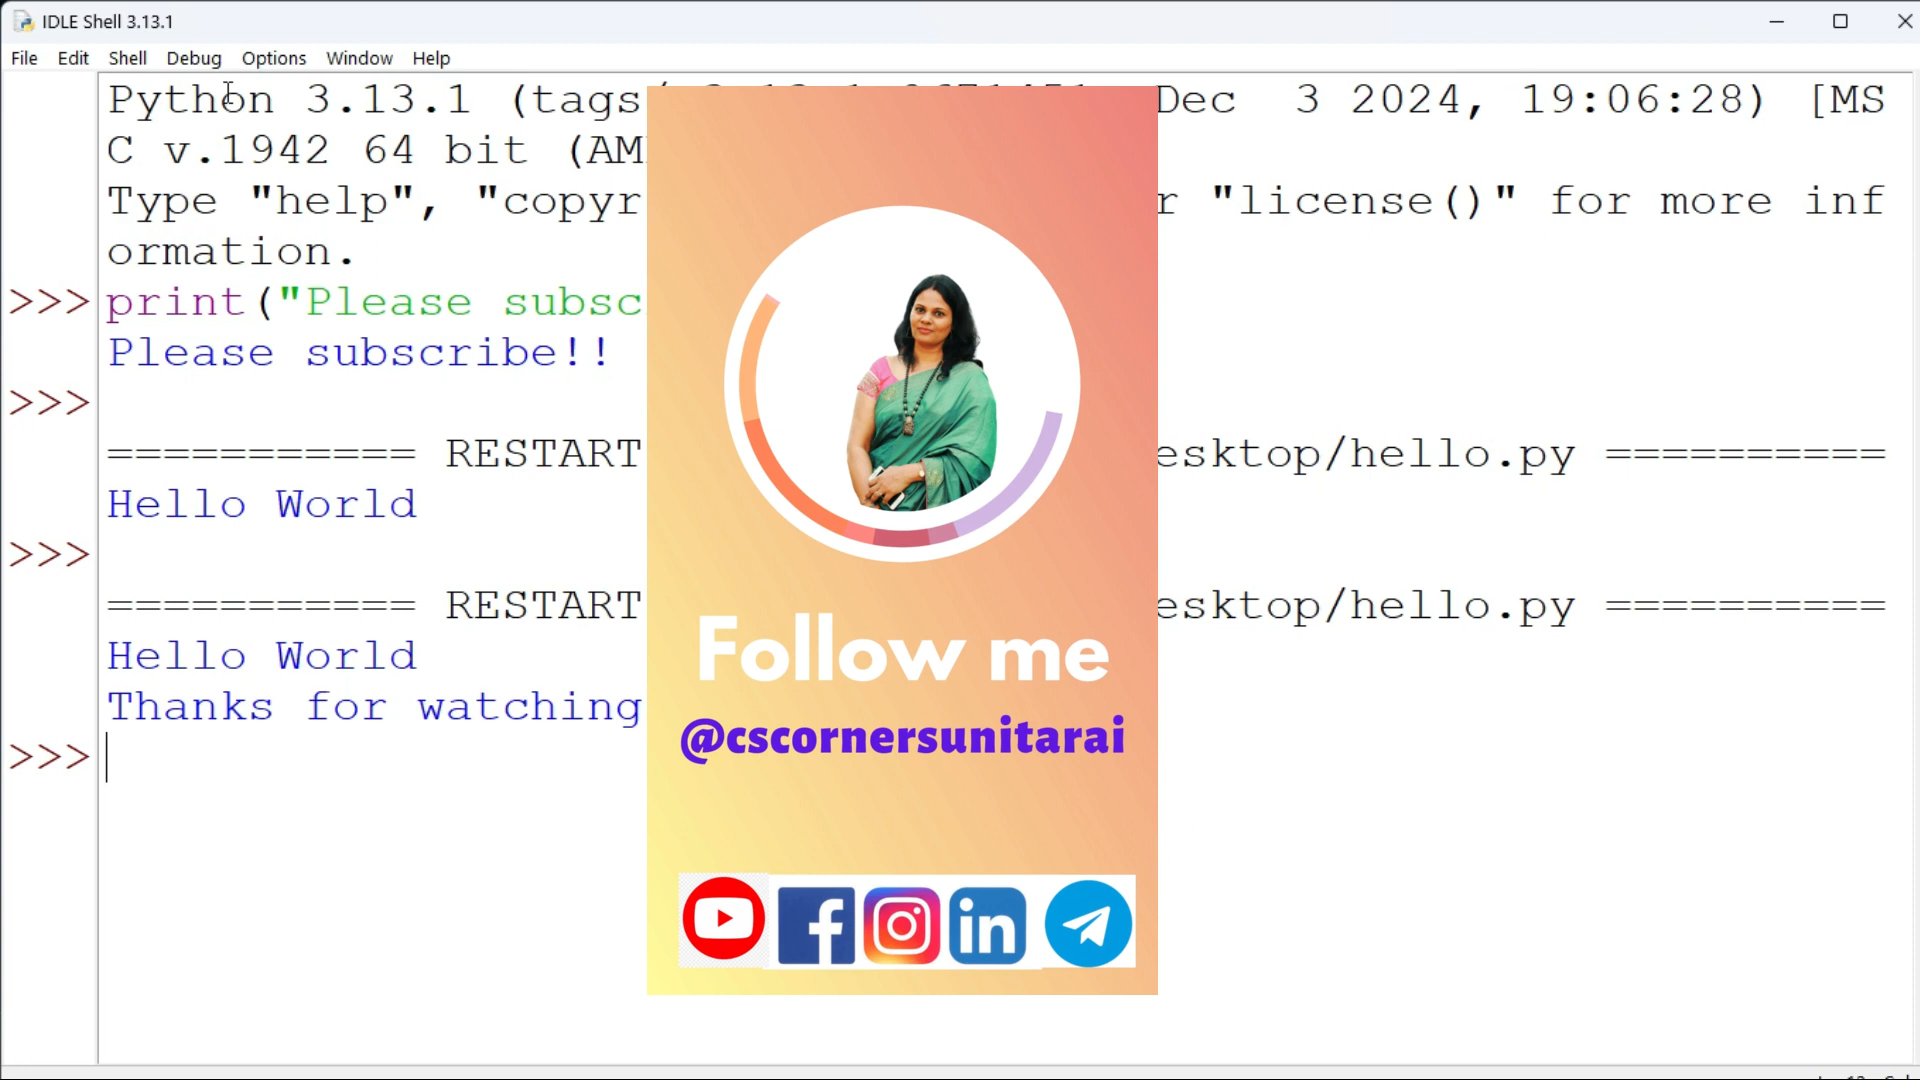 IDLE Shell 3.13.1
File Edit Shell Debug Options Window Help
Python 3.13.1 (tags Dec 3 2024, 19:06:28) [MS
C v.1942 64 bit (AM
Type "help", "copyr r "license()" for more inf
ormation.
>>> print("Please subsc
Please subscribe!!
>>>
=========== RESTART esktop/hello.py ==========
Hello World
>>>
=========== RESTART esktop/hello.py ==========
Hello World
Thanks for watching
>>>
Follow me
@cscornersunitarai
f
in